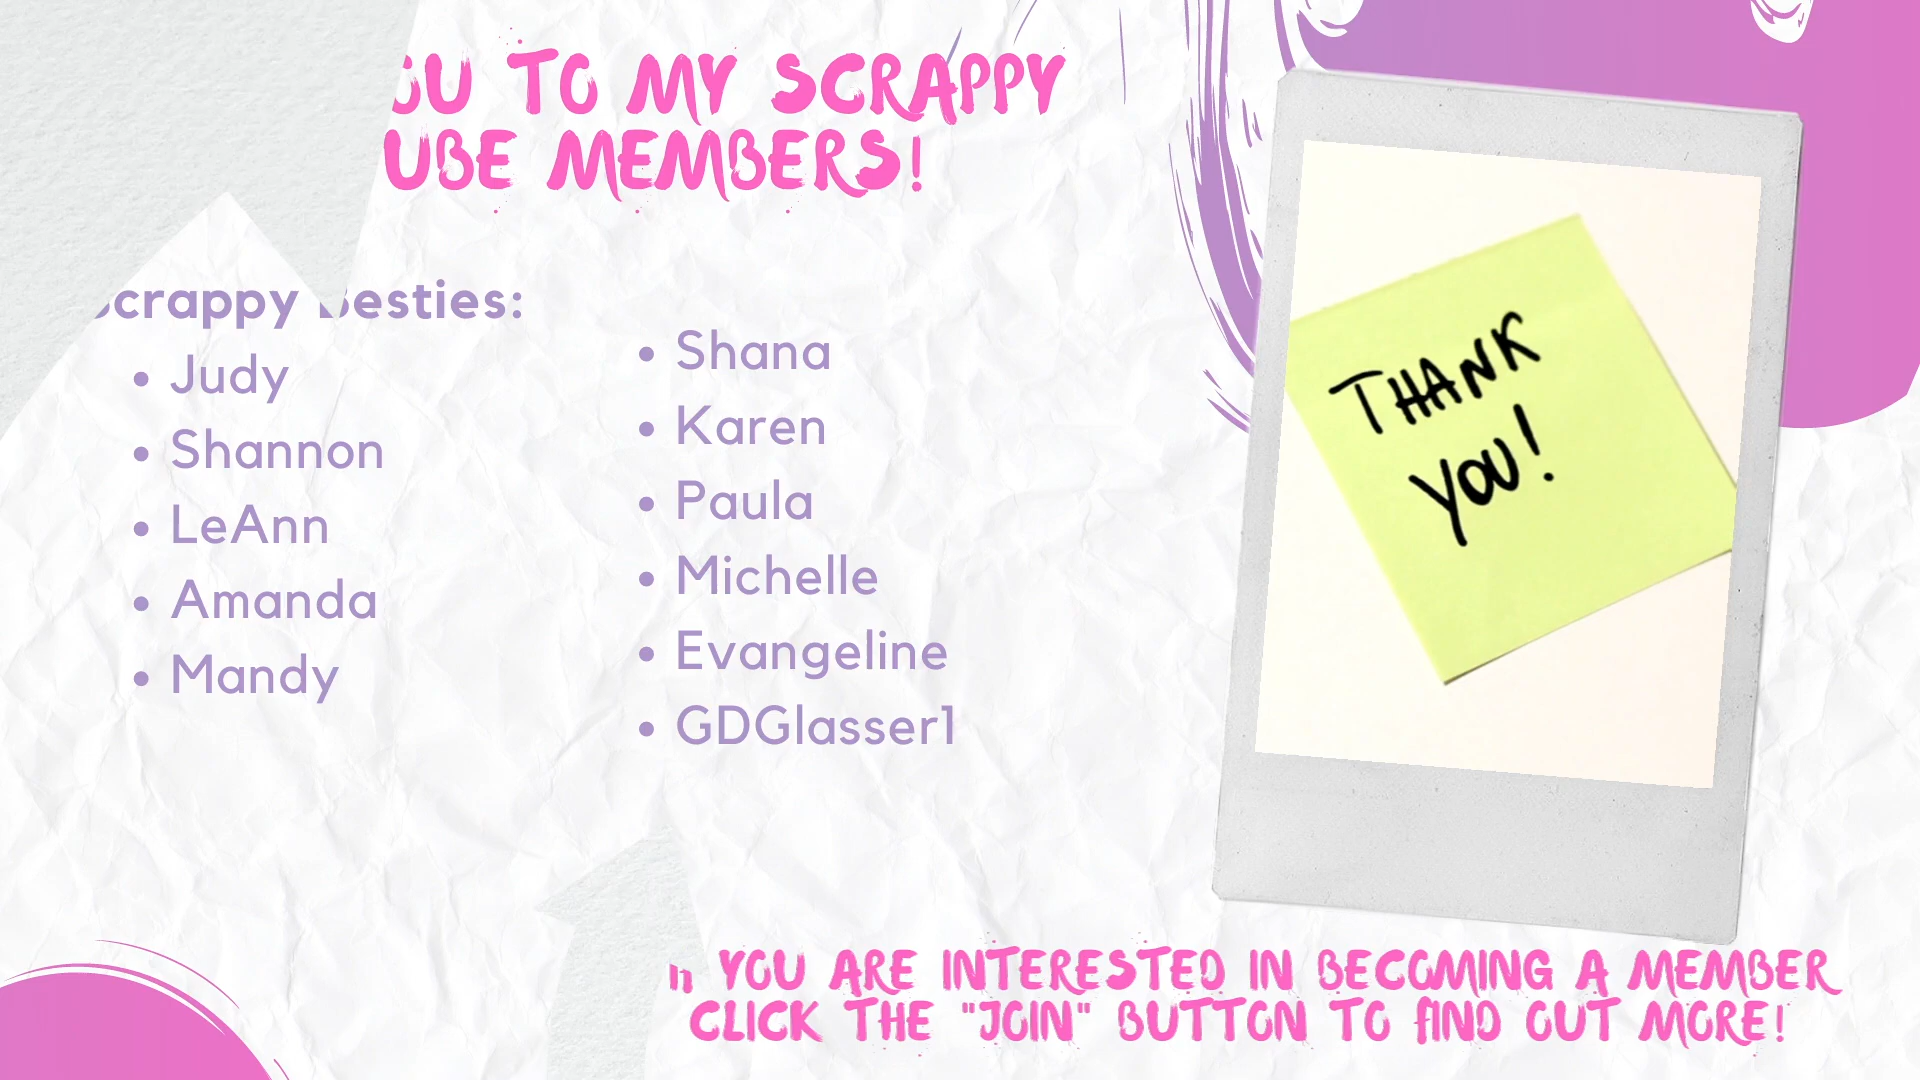 TO MY SCRAPPY
MEMBERS!
Besties:
Judy
Shannon
LeAnn
Amanda
Mandy
Shana
Karen
Paula
Michelle
Evangeline
GDGlasser1
THANK
YOU!
YOU ARE INTERESTED IN BECOMING A MEMBER
CLICK THE "JOIN" BUTTON TO FIND OUT MORE!